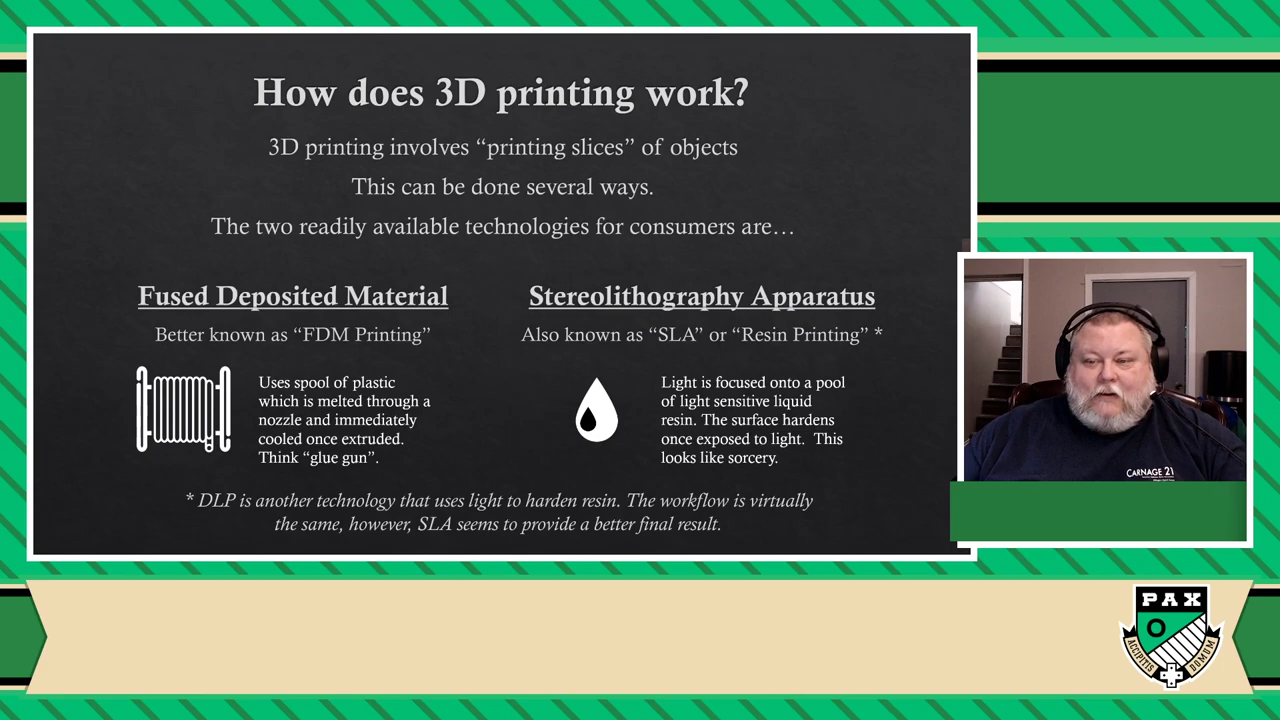 How does 3D printing work?
3D printing involves “printing slices” of objects
This can be done several ways.
The two readily available technologies for consumers are…
Fused Deposited Material
Better known as “FDM Printing”
Uses spool of plastic
which is melted through a
nozzle and immediately
cooled once extruded.
Think “glue gun”.
Stereolithography Apparatus
Also known as “SLA” or “Resin Printing” *
Light is focused onto a pool
of light sensitive liquid
resin. The surface hardens
once exposed to light.  This
looks like sorcery.
* DLP is another technology that uses light to harden resin. The workflow is virtually
the same, however, SLA seems to provide a better final result.
CARNAGE 21
PAX
O
ACCIPITIS
DOMUM